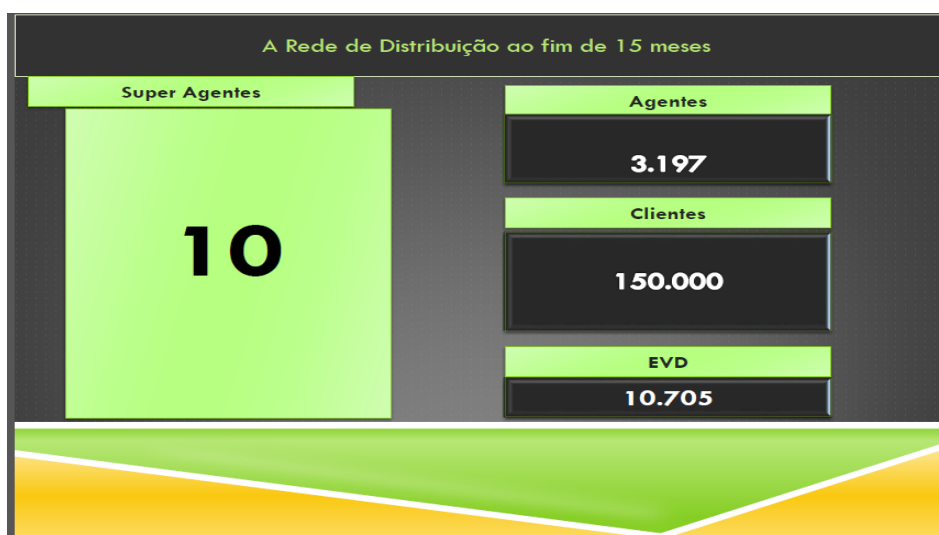 A Rede de Distribuição ao fim de 15 meses
Super Agentes
10
Agentes
3.197
Clientes
150.000
EVD
10.705